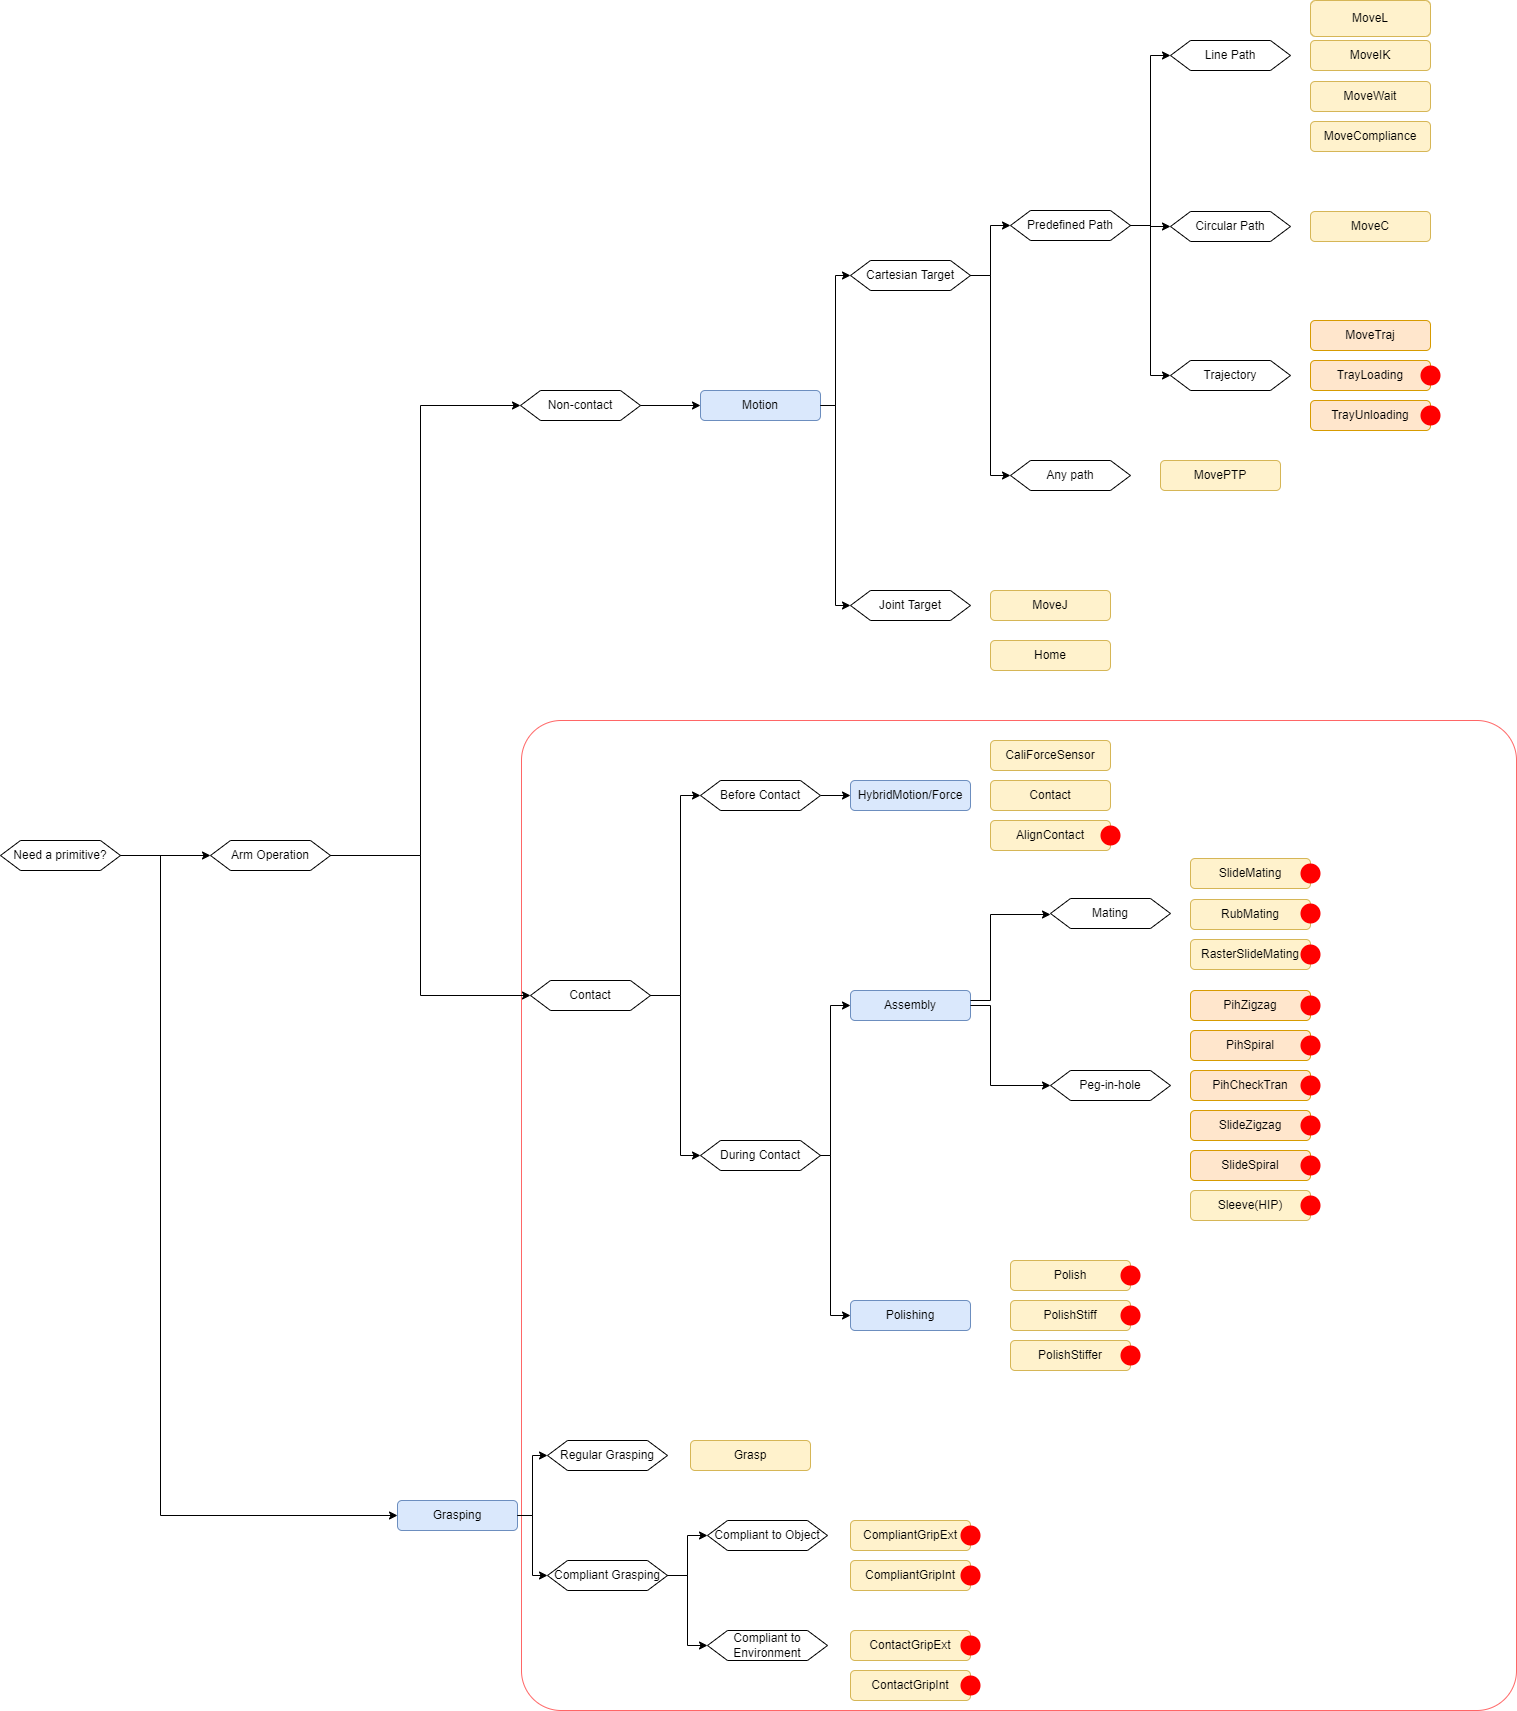 MoveL
Line Path
MoveIK
MoveWait
MoveCompliance
Predefined Path
Circular Path
MoveC
Cartesian Target
MoveTraj
Trajectory
TrayLoading
Non-contact
Motion
TrayUnloading
Any path
MovePTP
Joint Target
MoveJ
Home
CaliForceSensor
Before Contact
HybridMotion/Force
Contact
AlignContact
Need a primitive?
Arm Operation
SlideMating
Mating
RubMating
RasterSlideMating
Contact
Assembly
PihZigzag
PihSpiral
Peg-in-hole
PihCheckTran
SlideZigzag
During Contact
SlideSpiral
Sleeve(HIP)
Polish
Polishing
PolishStiff
PolishStiffer
Regular Grasping
Grasp
Grasping
Compliant to Object
CompliantGripExt
Compliant Grasping
CompliantGripInt
Compliant to
Environment
ContactGripExt
ContactGripInt